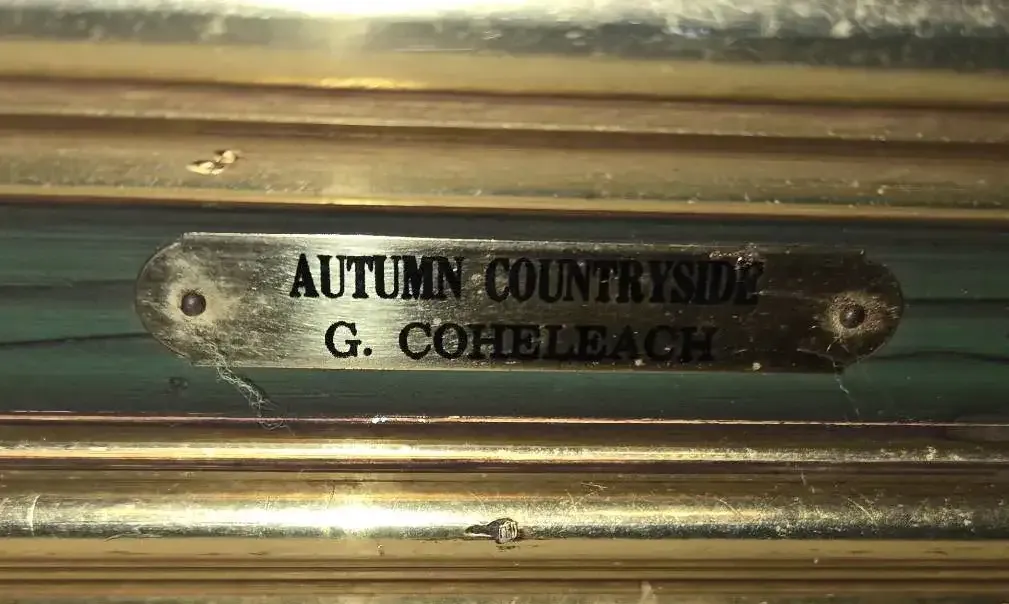 AUTUMN COUNTRYSIDE
G. COHELEACH